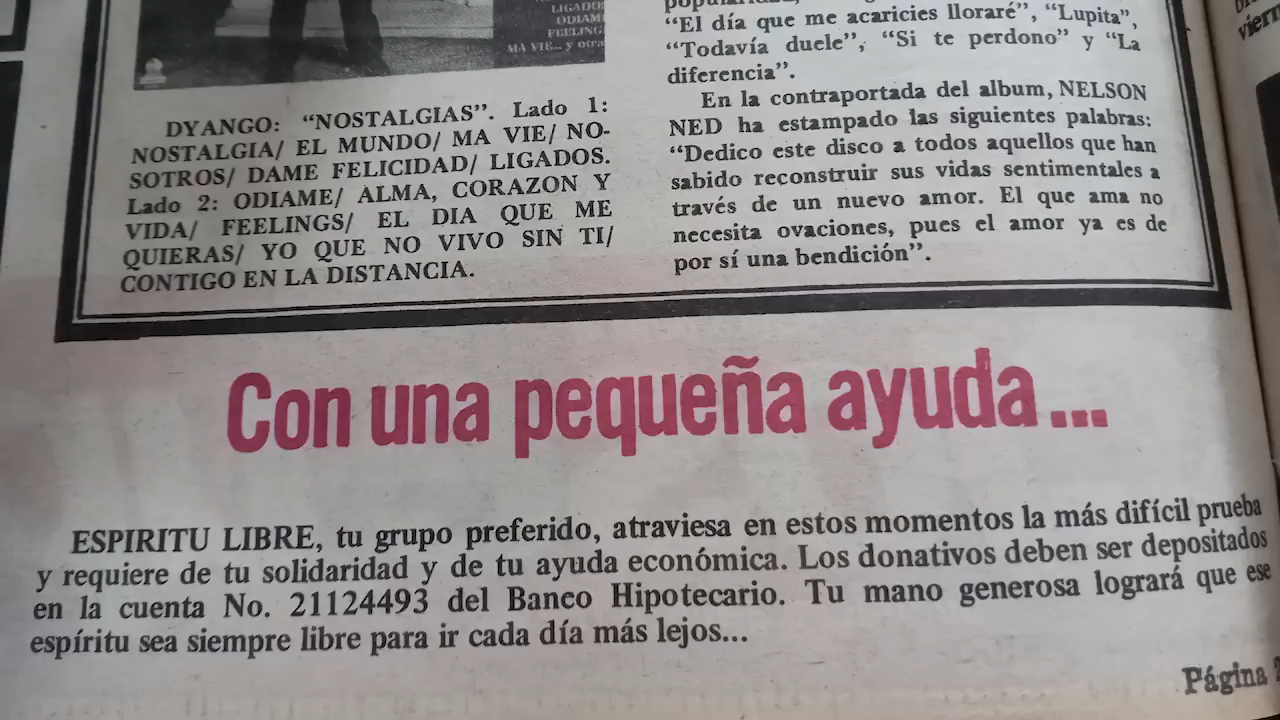 LIGADO
ODIAME
FEELING
MA VIE... y otra
DYANGO: “NOSTALGIAS”. Lado 1:
NOSTALGIA/ EL MUNDO/ MA VIE/ NO-
SOTROS/ DAME FELICIDAD/ LIGADOS.
Lado 2: ODIAME/ ALMA, CORAZON Y
VIDA/ FEELINGS/ EL DIA QUE ME
QUIERAS/ YO QUE NO VIVO SIN TI/
CONTIGO EN LA DISTANCIA.
“El día que me acaricies lloraré”, “Lupita”,
“Todavía duele”, “Si te perdono” y “La
diferencia”.
En la contraportada del album, NELSON
NED ha estampado las siguientes palabras:
“Dedico este disco a todos aquellos que han
sabido reconstruir sus vidas sentimentales a
través de un nuevo amor. El que ama no
necesita ovaciones, pues el amor ya es de
por sí una bendición”.
Con una pequeña ayuda...
ESPIRITU LIBRE, tu grupo preferido, atraviesa en estos momentos la más difícil prueba
y requiere de tu solidaridad y de tu ayuda económica. Los donativos deben ser depositados
en la cuenta No. 21124493 del Banco Hipotecario. Tu mano generosa logrará que ese
espíritu sea siempre libre para ir cada día más lejos...
Página